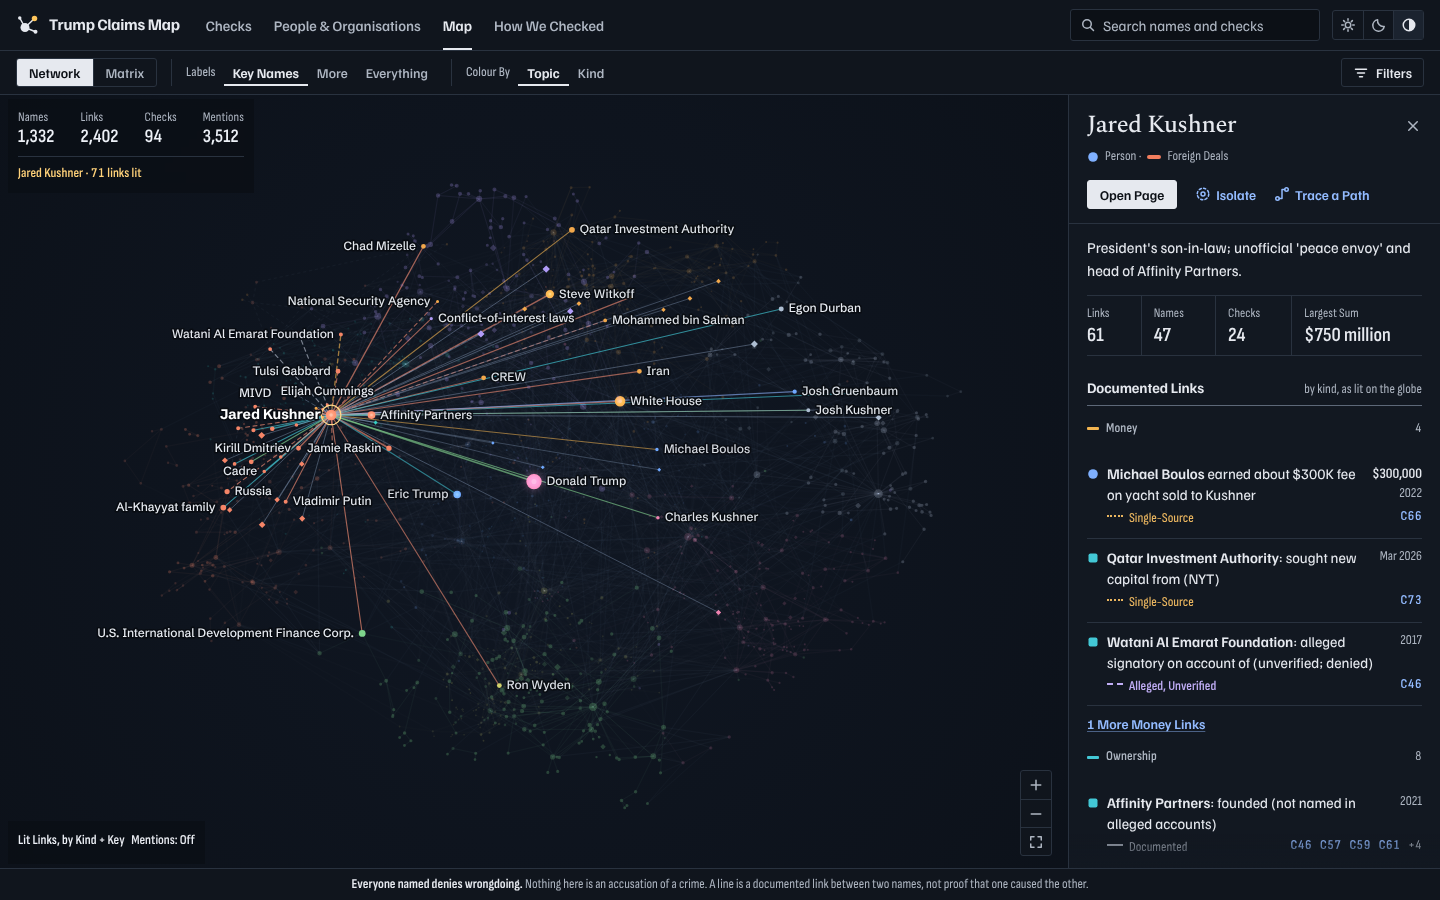 Trump Claims Map
Checks
People & Organisations
Map
How We Checked
Search names and checks
Network
Matrix
Labels
Key Names
More
Everything
Colour By
Topic
Kind
Filters
Names
Links
Checks
Mentions
1,332
2,402
94
3,512
Jared Kushner · 71 links lit
Qatar Investment Authority
Chad Mizelle
Steve Witkoff
National Security Agency
Egon Durban
Conflict-of-interest laws
Mohammed bin Salman
Watani Al Emarat Foundation
Tulsi Gabbard
Iran
CREW
MIVD
Elijah Cummings
Josh Gruenbaum
White House
Josh Kushner
Jared Kushner
Affinity Partners
Kirill Dmitriev
Jamie Raskin
Michael Boulos
Cadre
Donald Trump
Russia
Eric Trump
Vladimir Putin
Al-Khayyat family
Charles Kushner
U.S. International Development Finance Corp.
Ron Wyden
Lit Links, by Kind + Key
Mentions: Off
Jared Kushner
Person · Foreign Deals
Open Page
Isolate
Trace a Path
President's son-in-law; unofficial 'peace envoy' and
head of Affinity Partners.
Links
Names
Checks
Largest Sum
61
47
24
$750 million
Documented Links
by kind, as lit on the globe
Money
4
Michael Boulos earned about $300K fee
$300,000
on yacht sold to Kushner
2022
Single-Source
C66
Qatar Investment Authority: sought new
Mar 2026
capital from (NYT)
Single-Source
C73
Watani Al Emarat Foundation: alleged
2017
signatory on account of (unverified; denied)
Alleged, Unverified
C46
1 More Money Links
Ownership
8
Affinity Partners: founded (not named in
2021
alleged accounts)
Documented
C46 C57 C59 C61 +4
Everyone named denies wrongdoing. Nothing here is an accusation of a crime. A line is a documented link between two names, not proof that one caused the other.